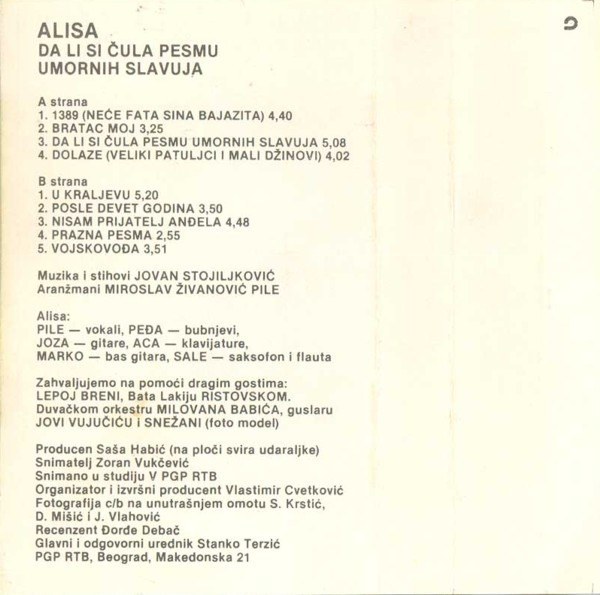 ALISA
DA LI SI ČULA PESMU
UMORNIH SLAVUJA
A strana
1. 1389 (NEĆE FATA SINA BAJAZITA) 4,40
2. BRATAC MOJ 3,25
3. DA LI SI ČULA PESMU UMORNIH SLAVUJA 5,08
4. DOLAZE (VELIKI PATULJCI I MALI DŽINOVI) 4,02
B strana
1. U KRALJEVU 5,20
2. POSLE DEVET GODINA 3,50
3. NISAM PRIJATELJ ANĐELA 4,48
4. PRAZNA PESMA 2,55
5. VOJSKOVOĐA 3,51
Muzika i stihovi JOVAN STOJILJKOVIĆ
Aranžmani MIROSLAV ŽIVANOVIĆ PILE
Alisa:
PILE — vokali, PEĐA — bubnjevi,
JOZA — gitare, ACA — klavijature,
MARKO — bas gitara, SALE — saksofon i flauta
Zahvaljujemo na pomoći dragim gostima:
LEPOJ BRENI, Bata Lakiju RISTOVSKOM.
Duvačkom orkestru MILOVANA BABIĆA, guslaru
JOVI VUJUČIĆU i SNEŽANI (foto model)
Producen Saša Habić (na ploči svira udaraljke)
Snimatelj Zoran Vukčević
Snimano u studiju V PGP RTB
Organizator i izvršni producent Vlastimir Cvetković
Fotografija c/b na unutrašnjem omotu S. Krstić,
D. Mišić i J. Vlahović
Recenzent Đorđe Debač
Glavni i odgovorni urednik Stanko Terzić
PGP RTB, Beograd, Makedonska 21